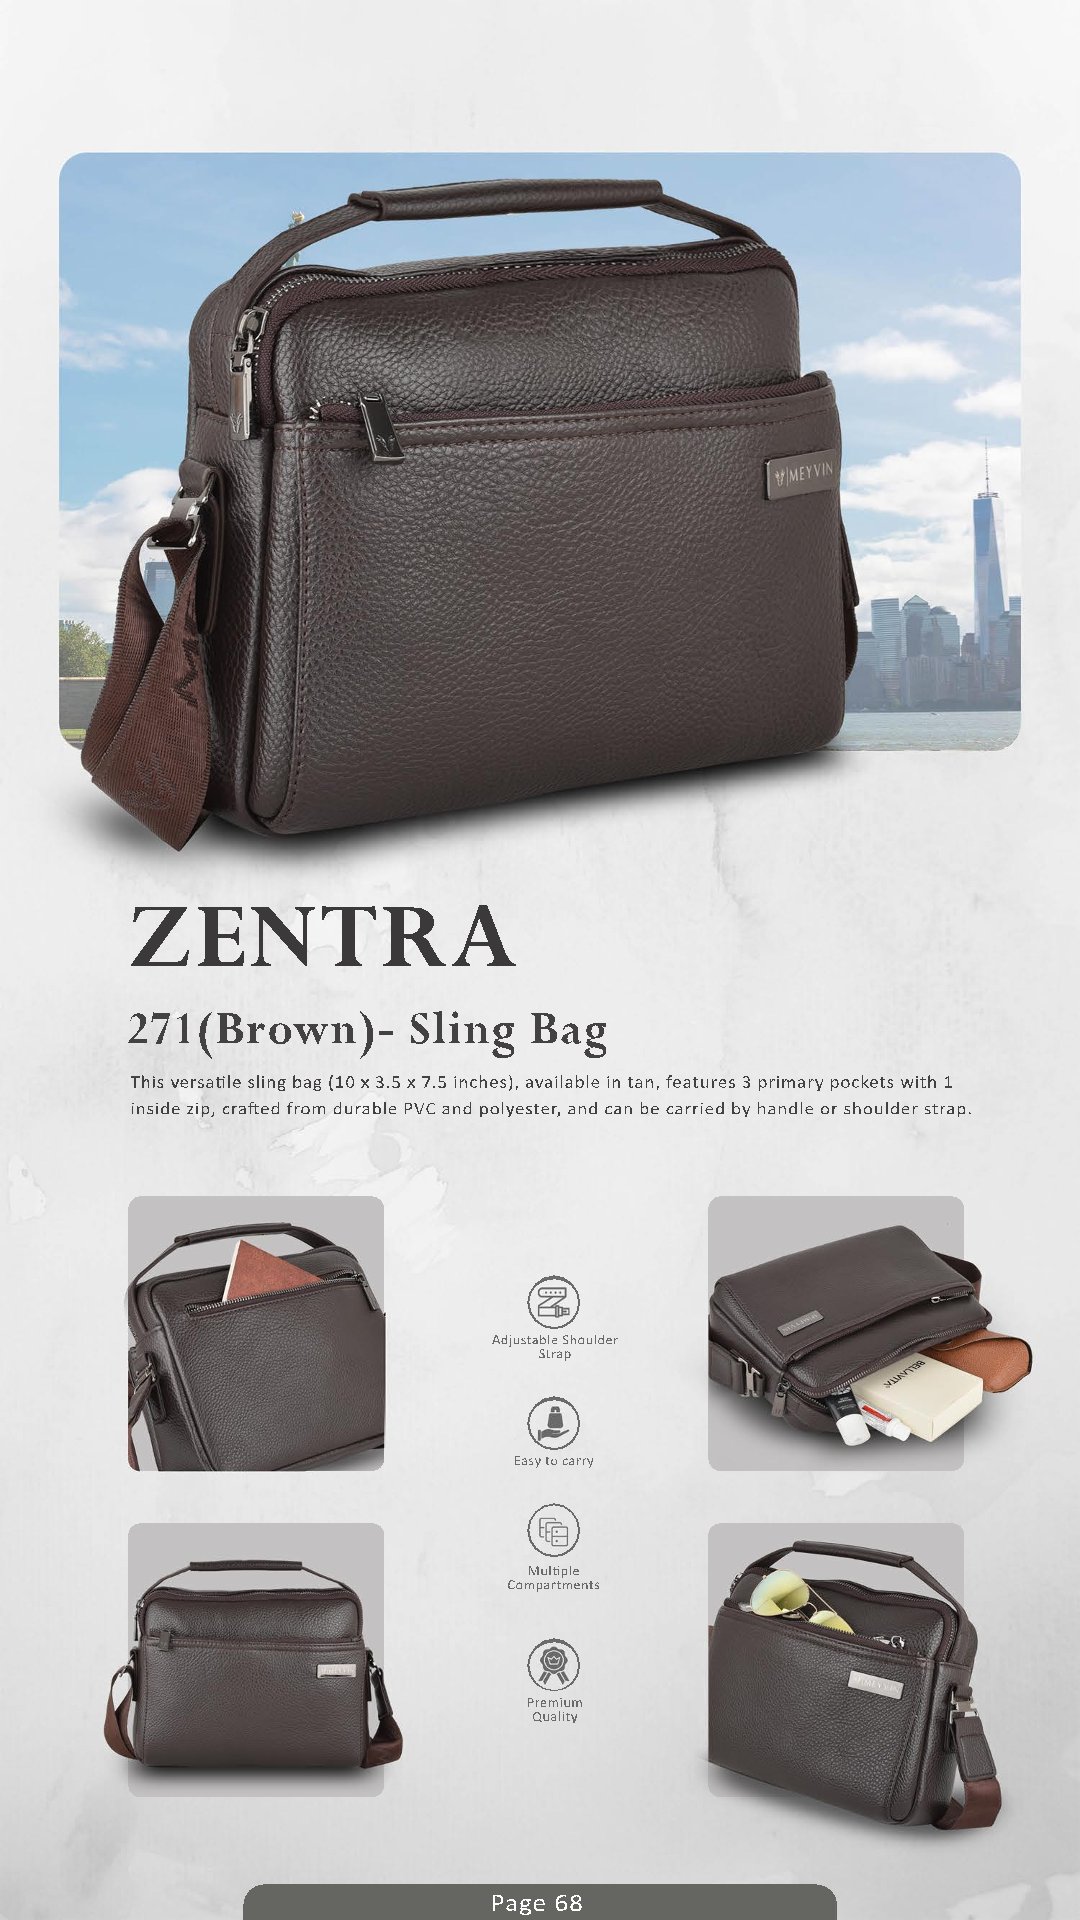 MEYVIN
ZENTRA
271(Brown)- Sling Bag
This versatile sling bag (10 x 3.5 x 7.5 inches), available in tan, features 3 primary pockets with 1
inside zip, crafted from durable PVC and polyester, and can be carried by handle or shoulder strap.
Adjustable Shoulder
Strap
BELLAVITA
Easy to carry
Multiple
Compartments
MEYVIN
Premium
Quality
Page 68